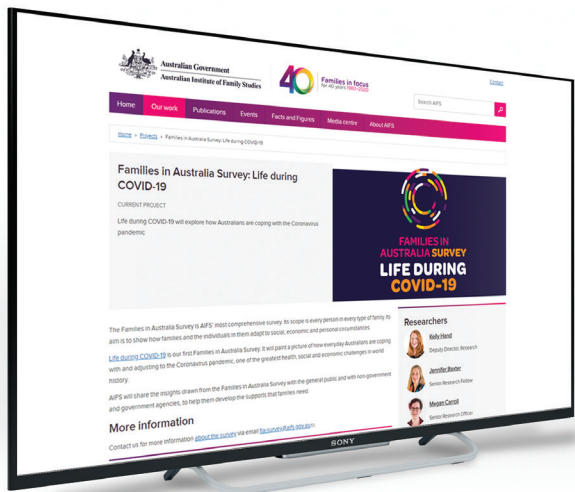 Australian Government
Australian Institute of Family Studies
40
Families in focus
for 40 years 1980-2020
Contact
Search AIFS
Home
Our work
Publications
Events
Facts and Figures
Media centre
About AIFS
Home > Projects > Families in Australia Survey: Life during COVID-19
Families in Australia Survey: Life during
COVID-19
CURRENT PROJECT
Life during COVID-19 will explore how Australians are coping with the Coronavirus
pandemic
FAMILIES IN
AUSTRALIA SURVEY
LIFE DURING
COVID-19
The Families in Australia Survey is AIFS' most comprehensive survey. Its scope is every person in every type of family. Its
aim is to show how families and the individuals in them adapt to social, economic and personal circumstances.
Life during COVID-19 is our first Families in Australia Survey. It will paint a picture of how everyday Australians are coping
with and adjusting to the Coronavirus pandemic, one of the greatest health, social and economic challenges in world
history.
AIFS will share the insights drawn from the Families in Australia Survey with the general public and with non-government
and government agencies, to help them develop the supports that families need.
More information
Contact us for more information about the survey via email fia-survey@aifs.gov.au
Researchers
Kelly Hand
Deputy Director, Research
Jennifer Baxter
Senior Research Fellow
Megan Carroll
Senior Research Officer
SONY